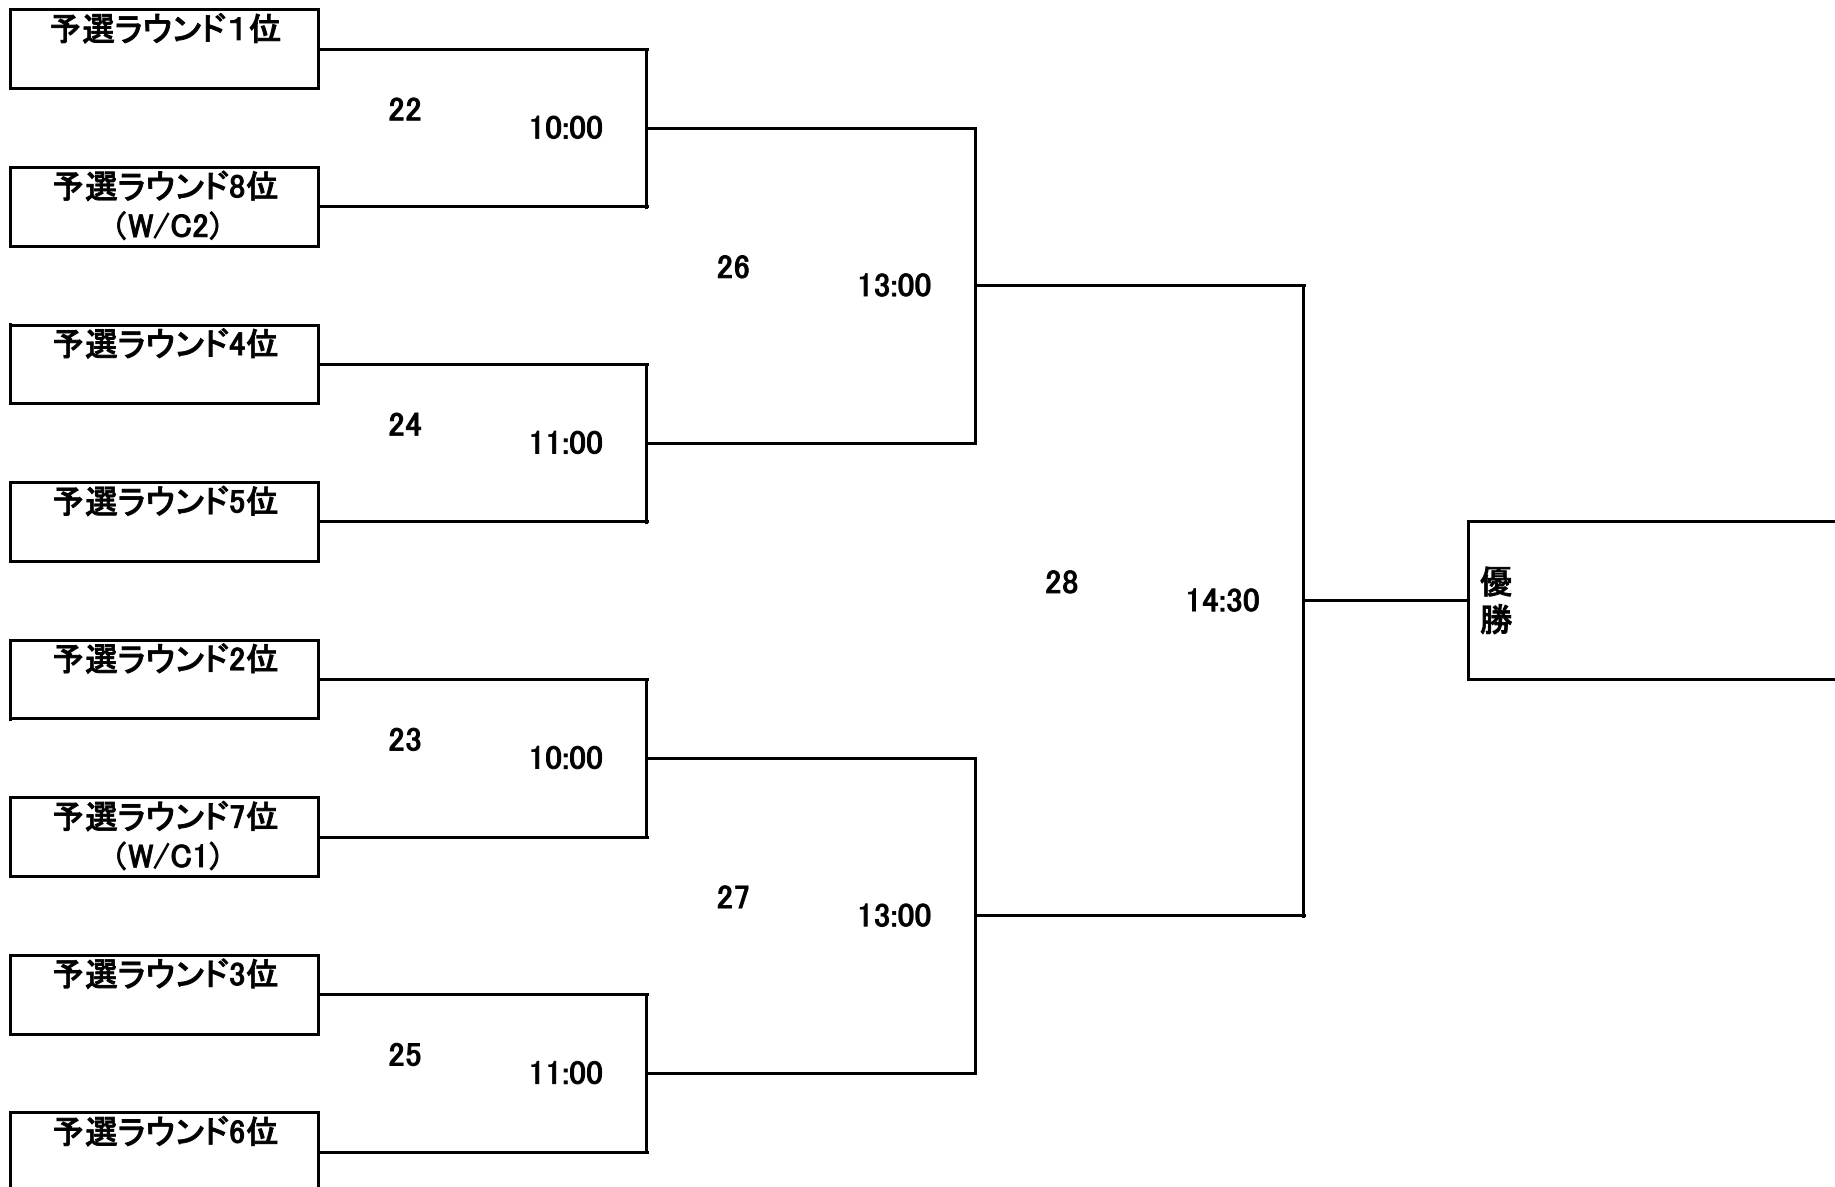 予選ラウンド１位
22
10:00
予選ラウンド8位
(W/C2)
26
13:00
予選ラウンド4位
24
11:00
予選ラウンド5位
28
14:30
優
勝
予選ラウンド2位
23
10:00
予選ラウンド7位
(W/C1)
27
13:00
予選ラウンド3位
25
11:00
予選ラウンド6位